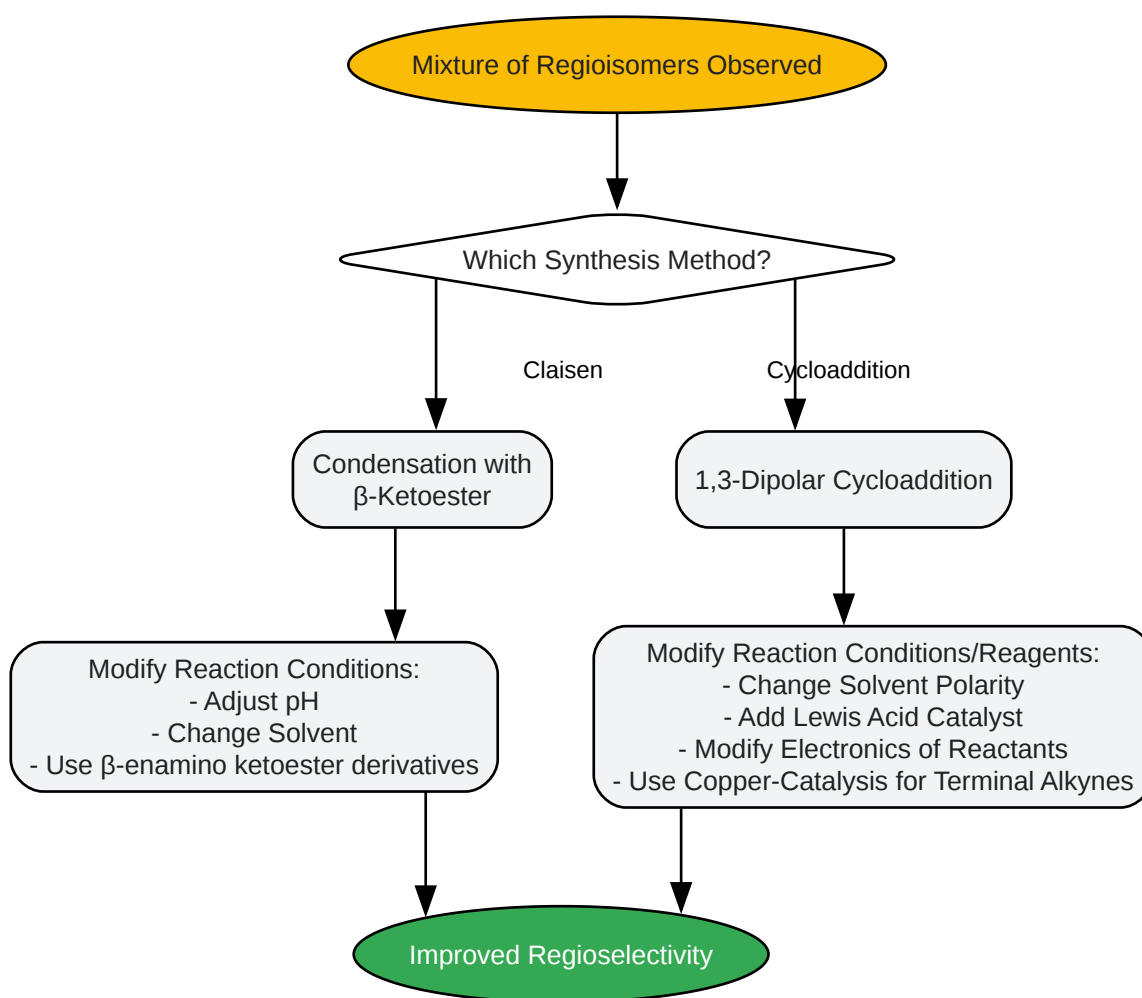 Mixture of Regioisomers Observed
Which Synthesis Method?
Claisen
Cycloaddition
Condensation with
β-Ketoester
1,3-Dipolar Cycloaddition
Modify Reaction Conditions:
- Adjust pH
- Change Solvent
- Use β-enamino ketoester derivatives
Modify Reaction Conditions/Reagents:
- Change Solvent Polarity
- Add Lewis Acid Catalyst
- Modify Electronics of Reactants
- Use Copper-Catalysis for Terminal Alkynes
Improved Regioselectivity